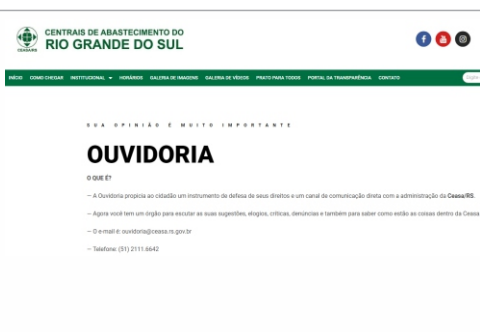 CENTRAIS DE ABASTECIMENTO DO
RIO GRANDE DO SUL
CEASA/RS
INÍCIO COMO CHEGAR INSTITUCIONAL HORÁRIOS GALERIA DE IMAGENS GALERIA DE VÍDEOS PRATO PARA TODOS PORTAL DA TRANSPARÊNCIA CONTATO
SUA OPINIÃO É MUITO IMPORTANTE
OUVIDORIA
O QUE É?
— A Ouvidoria propicia ao cidadão um instrumento de defesa de seus direitos e um canal de comunicação direta com a administração da Ceasa/RS.
— Agora você tem um órgão para escutar as suas sugestões, elogios, críticas, denúncias e também para saber como estão as coisas dentro da Ceasa
— O e-mail é: ouvidoria@ceasa.rs.gov.br
— Telefone: (51) 2111.6642